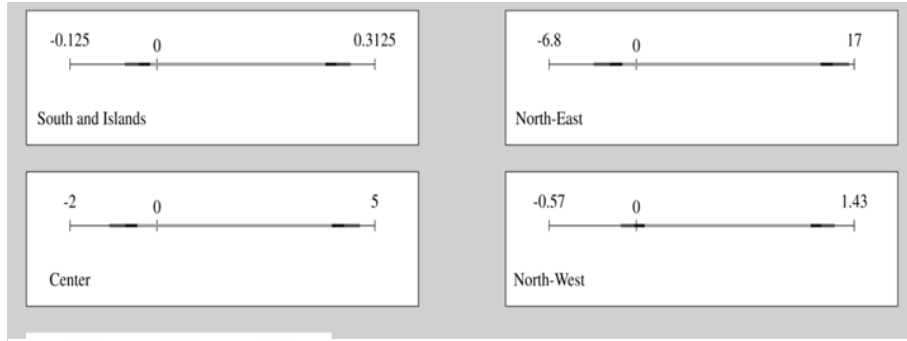 -0.125 0 0.3125
South and Islands
-6.8 0 17
North-East
-2 0 5
Center
-0.57 0 1.43
North-West